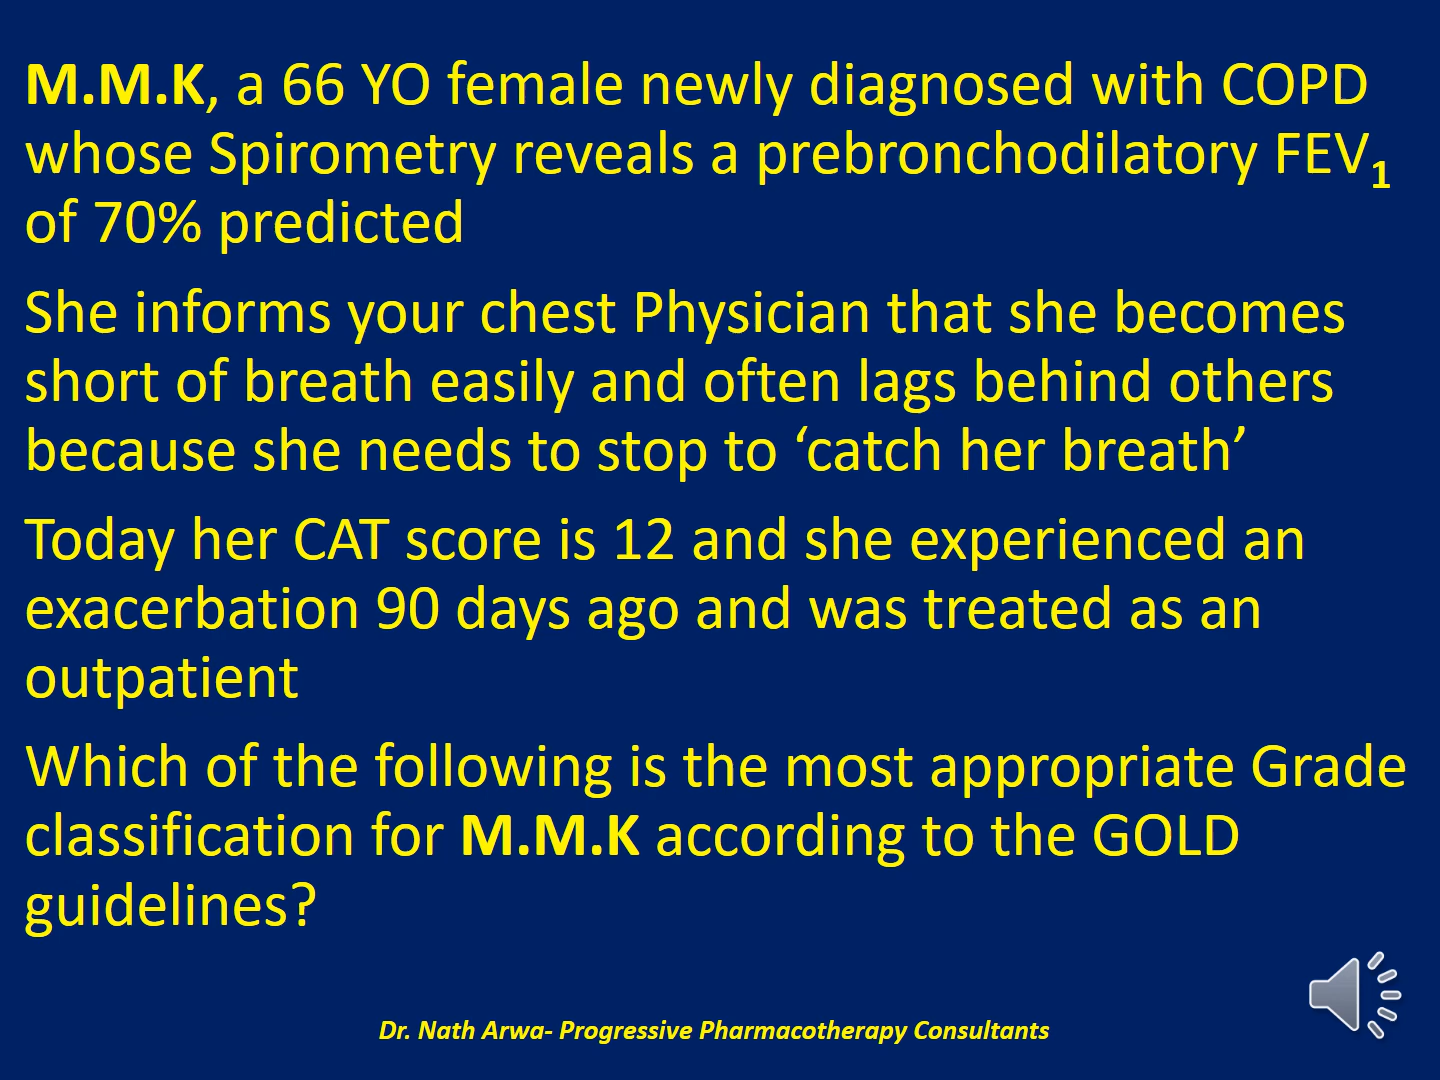 M.M.K, a 66 YO female newly diagnosed with COPD
whose Spirometry reveals a prebronchodilatory FEV1
of 70% predicted
She informs your chest Physician that she becomes
short of breath easily and often lags behind others
because she needs to stop to ‘catch her breath’
Today her CAT score is 12 and she experienced an
exacerbation 90 days ago and was treated as an
outpatient
Which of the following is the most appropriate Grade
classification for M.M.K according to the GOLD
guidelines?
Dr. Nath Arwa- Progressive Pharmacotherapy Consultants